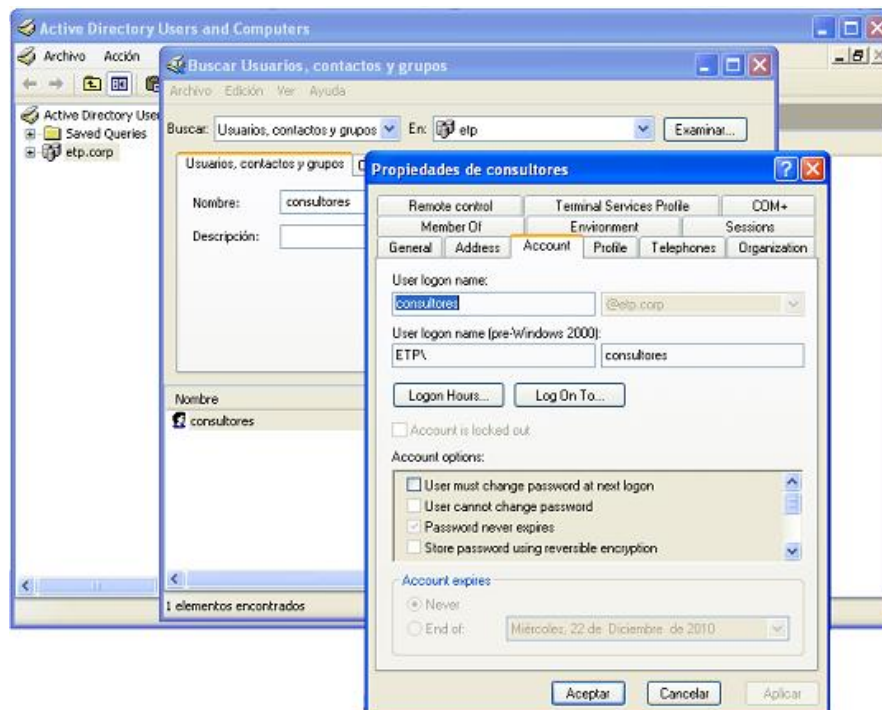 Active Directory Users and Computers
Archivo Acción
Active Directory Use
Saved Queries
etp.corp
Buscar Usuarios, contactos y grupos
Archivo Edición Ver Ayuda
Buscar: Usuarios, contactos y grupos En: etp Examinar...
Usuarios, contactos y grupos
Nombre: consultores
Descripción:
Nombre
consultores
1 elementos encontrados
Propiedades de consultores
Remote control Terminal Services Profile COM+
Member Of Environment Sessions
General Address Account Profile Telephones Organization
User logon name:
consultores @etp.corp
User logon name (pre-Windows 2000):
ETP\ consultores
Logon Hours... Log On To...
Account is locked out
Account options:
User must change password at next logon
User cannot change password
Password never expires
Store password using reversible encryption
Account expires
Never
End of: Miércoles, 22 de Diciembre de 2010
Aceptar Cancelar Aplicar